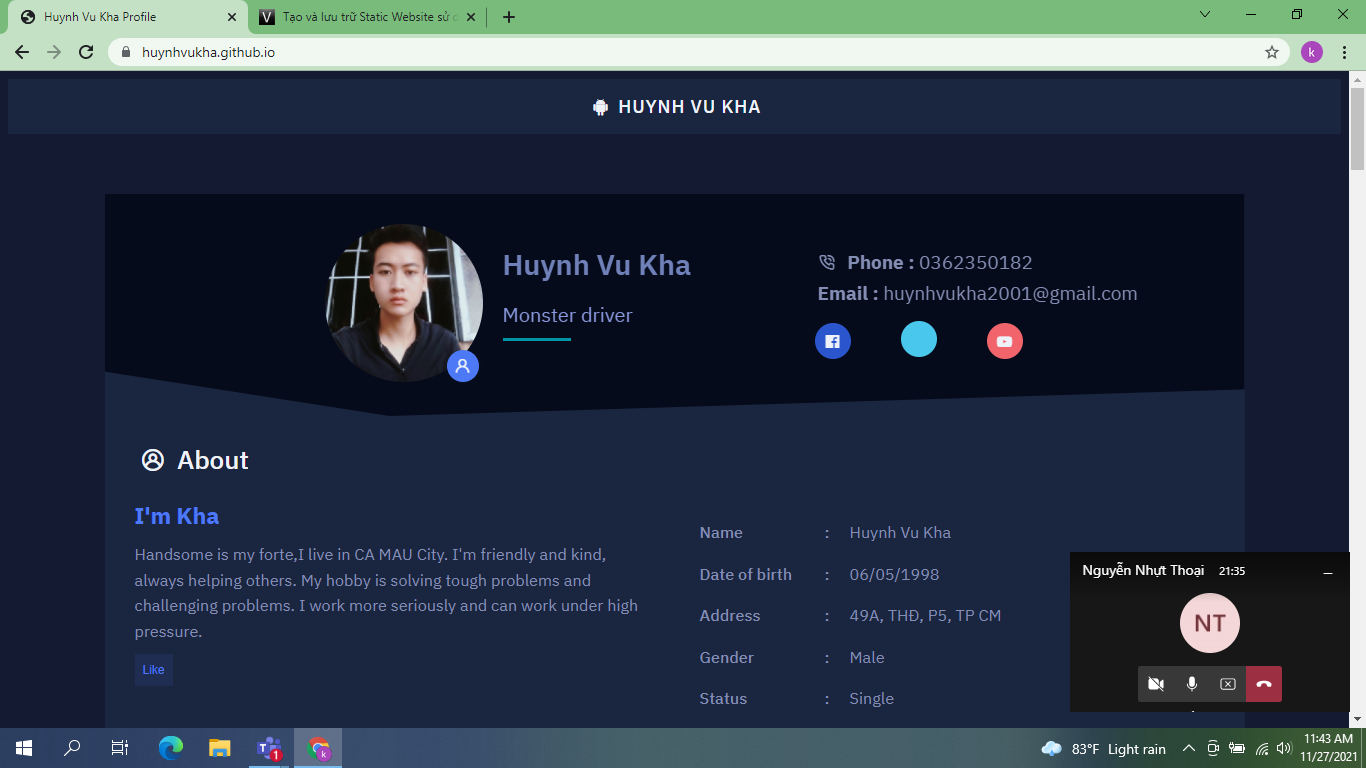 Huynh Vu Kha Profile
Tạo và lưu trữ Static Website sử
huynhvukha.github.io
k
HUYNH VU KHA
Huynh Vu Kha
Monster driver
Phone : 0362350182
Email : huynhvukha2001@gmail.com
About
I'm Kha
Handsome is my forte,I live in CA MAU City. I'm friendly and kind,
always helping others. My hobby is solving tough problems and
challenging problems. I work more seriously and can work under high
pressure.
Like
Name : Huynh Vu Kha
Date of birth : 06/05/1998
Address : 49A, THĐ, P5, TP CM
Gender : Male
Status : Single
Nguyễn Nhựt Thoại 21:35
NT
1
k
83°F Light rain
11:43 AM
11/27/2021